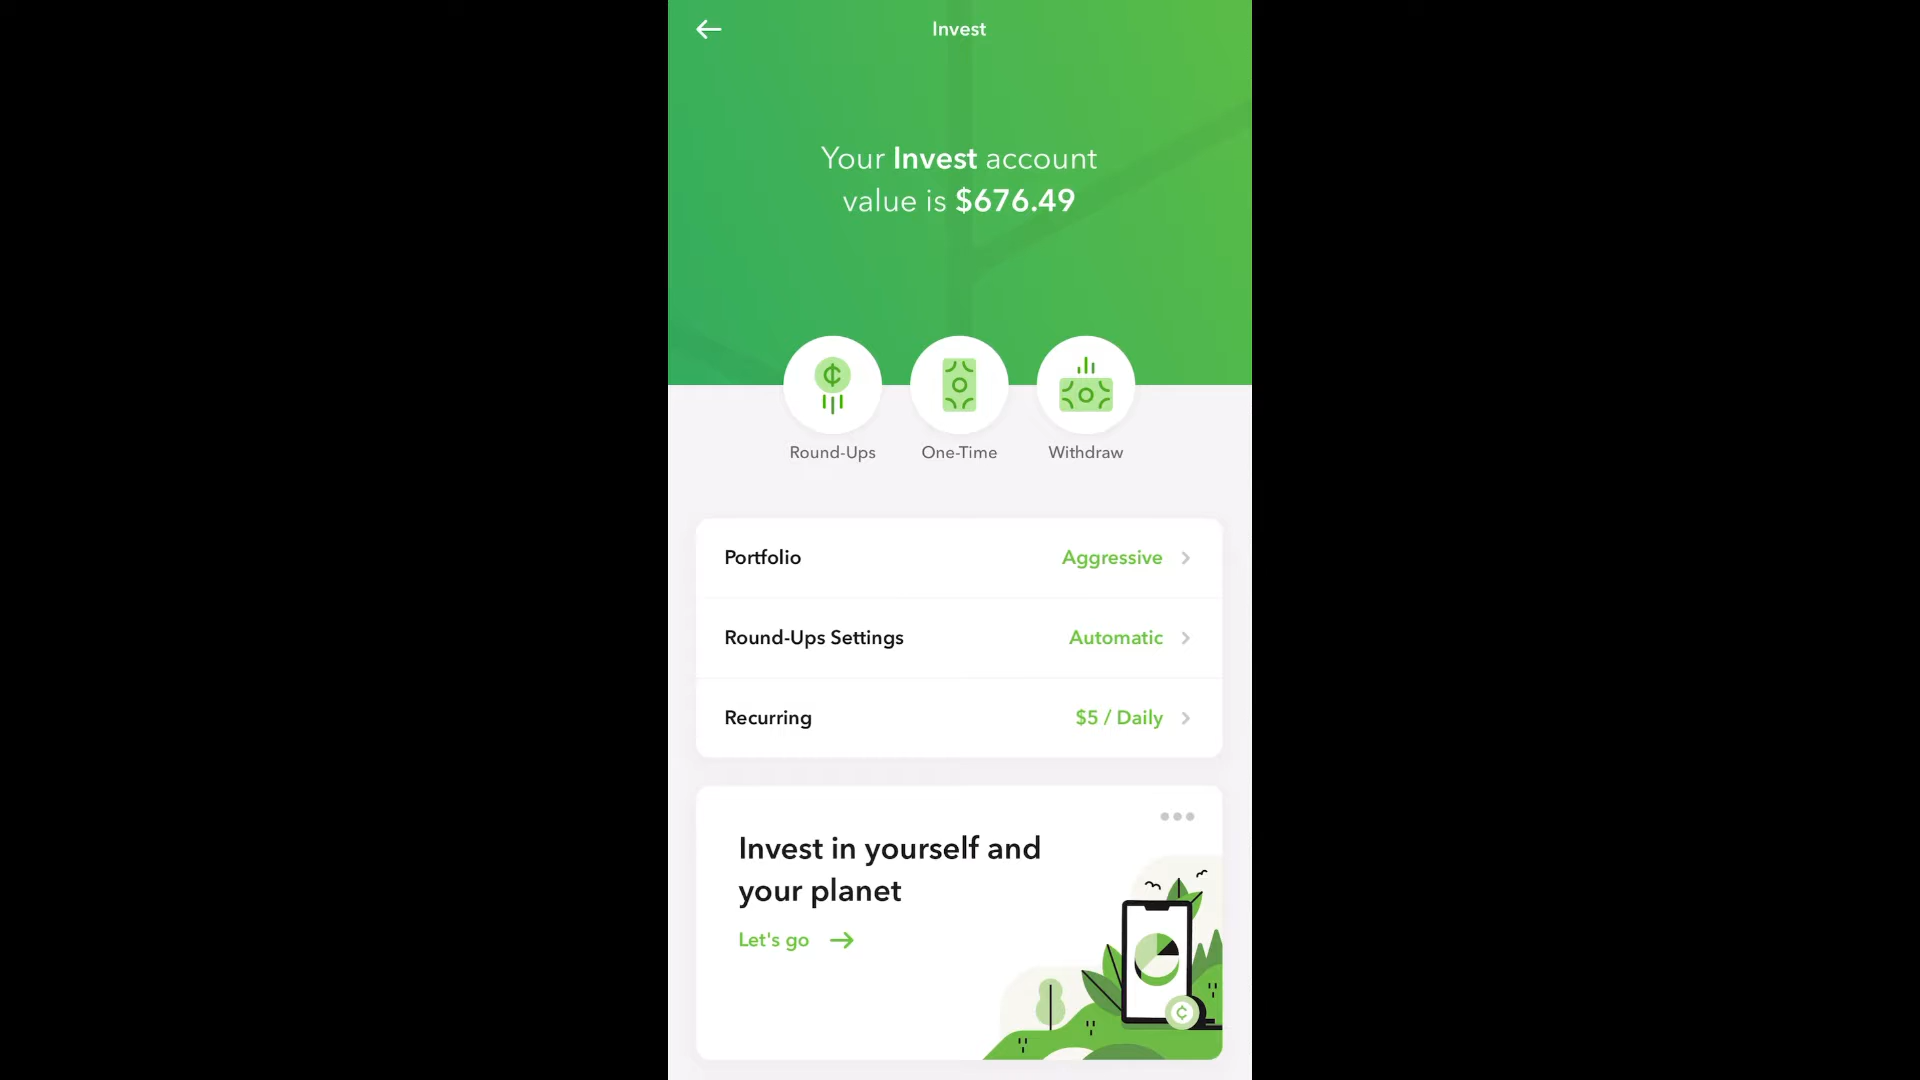 Invest
Your Invest account
value is $676.49
Round-Ups
One-Time
Withdraw
Portfolio
Aggressive
Round-Ups Settings
Automatic
Recurring
$5 / Daily
Invest in yourself and
your planet
Let's go